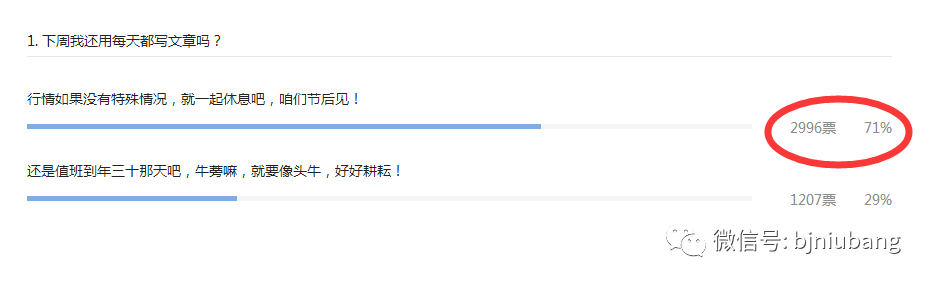 1. 下周我还用每天都写文章吗？
行情如果没有特殊情况，就一起休息吧，咱们节后见！
2996票 71%
还是值班到年三十那天吧，牛蒡嘛，就要像头牛，好好耕耘！
1207票 29%
微信号: bjniubang